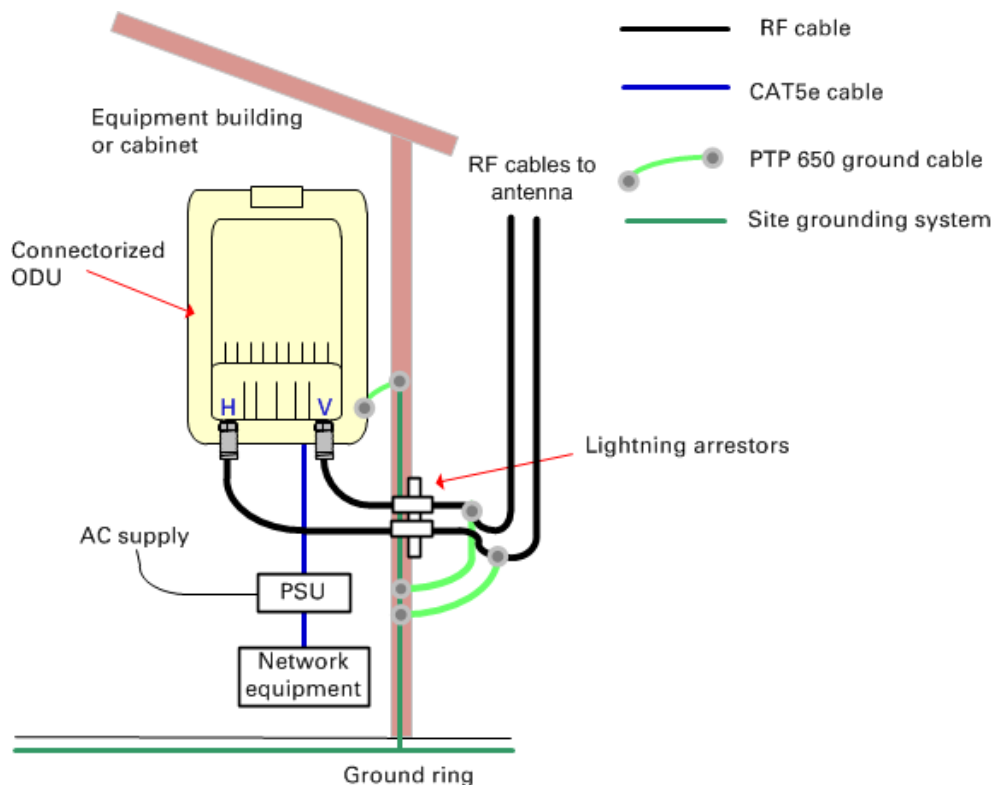 RF cable
CAT5e cable
Equipment building
or cabinet
RF cables to
antenna
PTP 650 ground cable
Site grounding system
Connectorized
ODU
H
V
Lightning arrestors
AC supply
PSU
Network
equipment
Ground ring